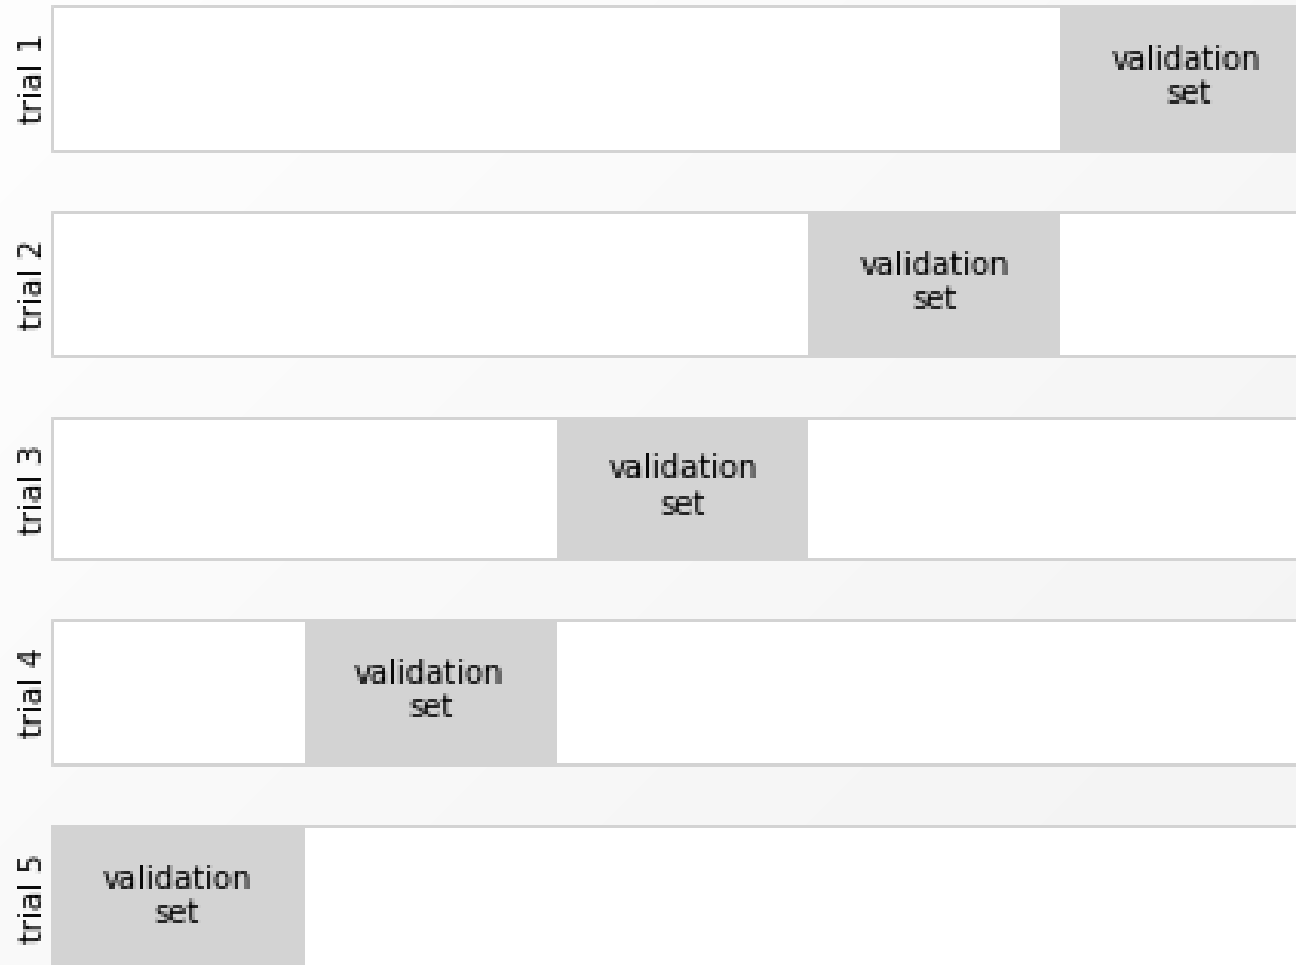 trial 1
validation
set
trial 2
validation
set
trial 3
validation
set
trial 4
validation
set
trial 5
validation
set